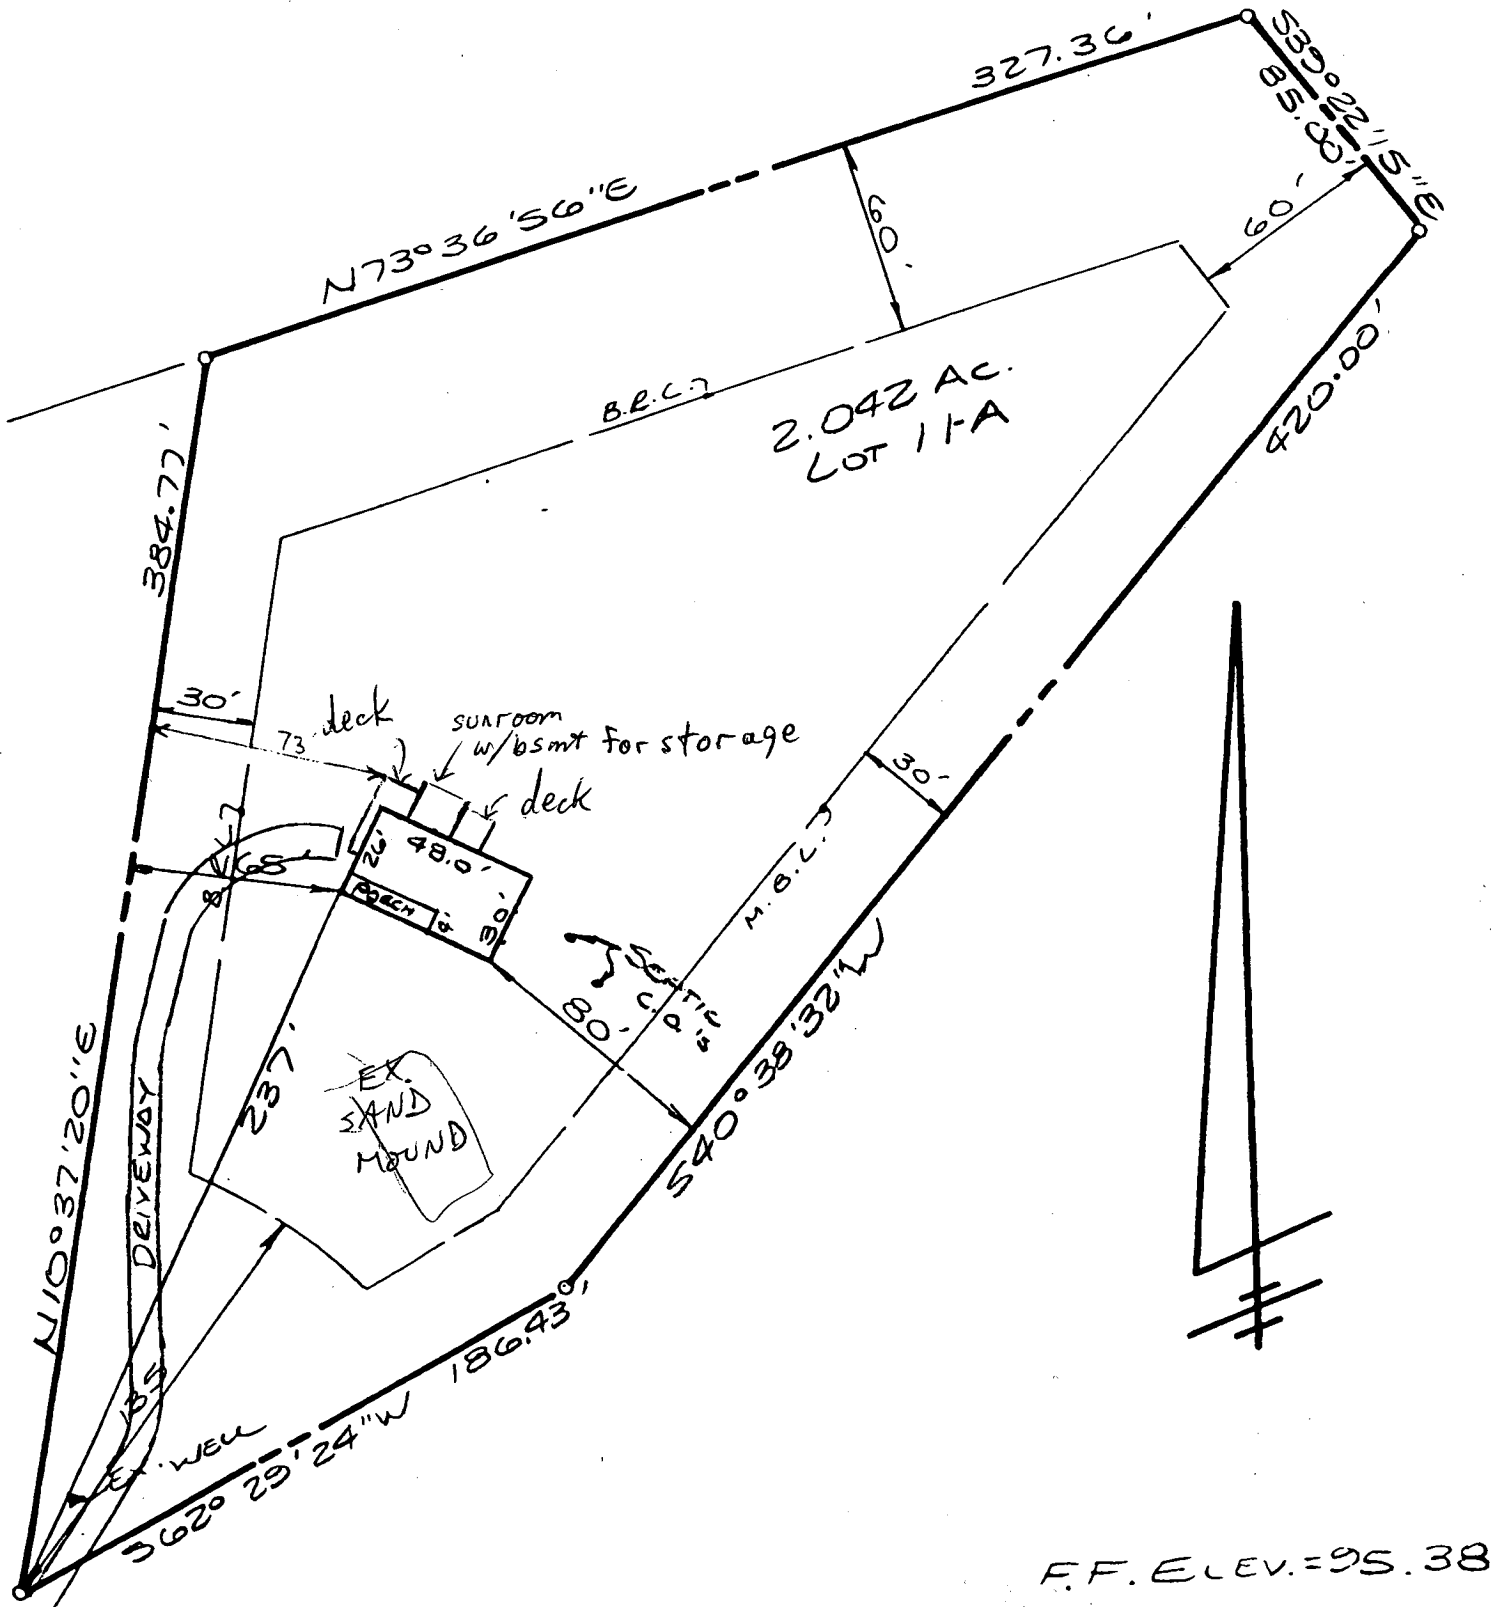 327.36'
S39°22'15"E
85.00'
N73°36'56"E
60'
60'
B.R.L.
2.042 AC.
LOT 11-A
420.00'
384.77'
30'
73
deck
sunroom
w/bsmt for storage
deck
30'
48.0'
26'
68'
PORCH
4'
30'
M.B.L.
SEPTIC
C.O.'s
80'
S40°38'32"W
237'
EX.
SAND
MOUND
N10°37'20"E
DRIVEWAY
186.43'
EX. WELL
S62°29'24"W
F.F. ELEV.=95.38